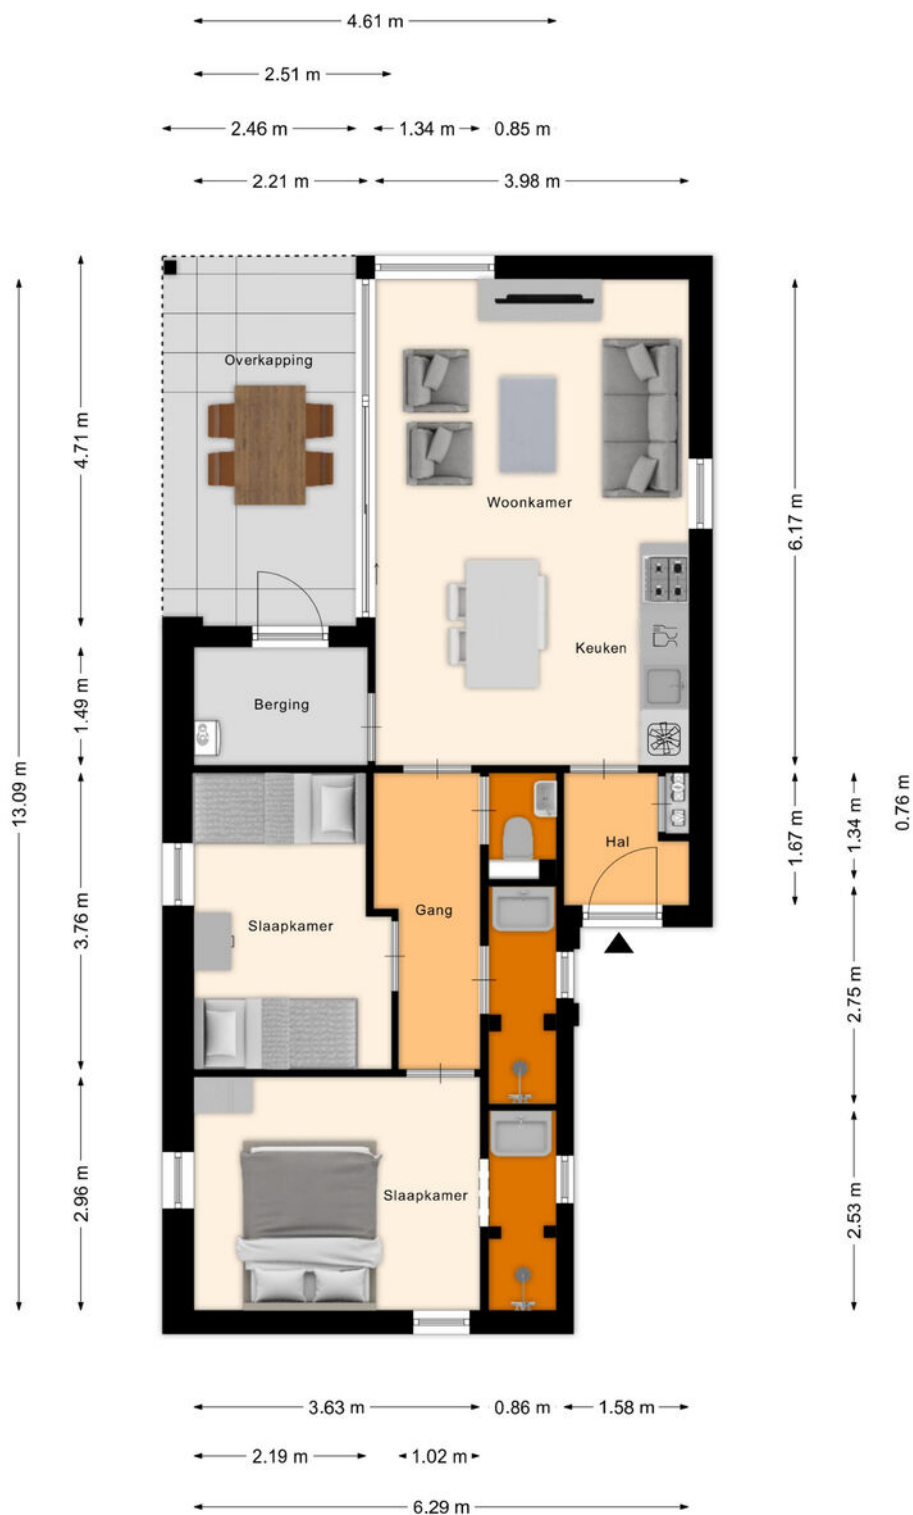 4.61 m
2.51 m
2.46 m
1.34 m
0.85 m
2.21 m
3.98 m
Overkapping
4.71 m
Woonkamer
6.17 m
Keuken
Berging
1.49 m
13.09 m
0.76 m
1.67 m
1.34 m
Hal
Gang
Slaapkamer
3.76 m
2.75 m
Slaapkamer
2.96 m
2.53 m
3.63 m
0.86 m
1.58 m
2.19 m
1.02 m
6.29 m